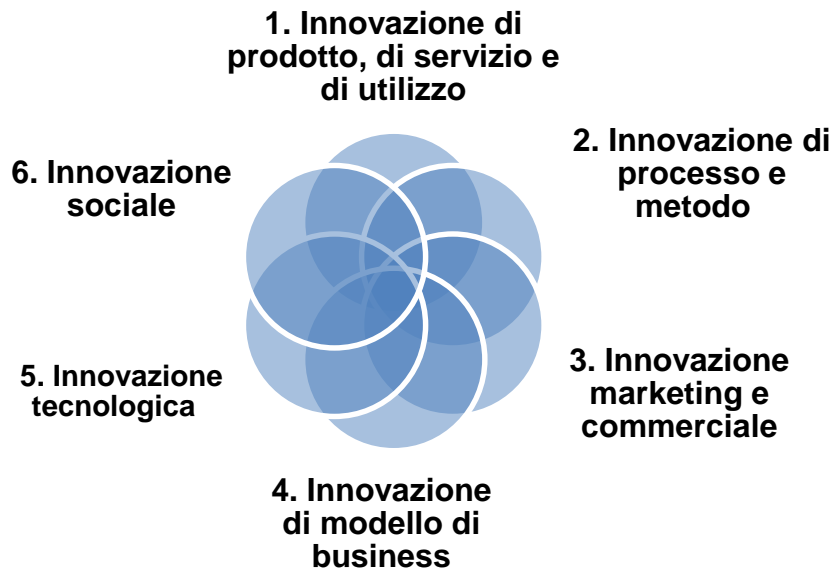 1. Innovazione di
prodotto, di servizio e
di utilizzo
2. Innovazione di
processo e
metodo
3. Innovazione
marketing e
commerciale
4. Innovazione
di modello di
business
5. Innovazione
tecnologica
6. Innovazione
sociale